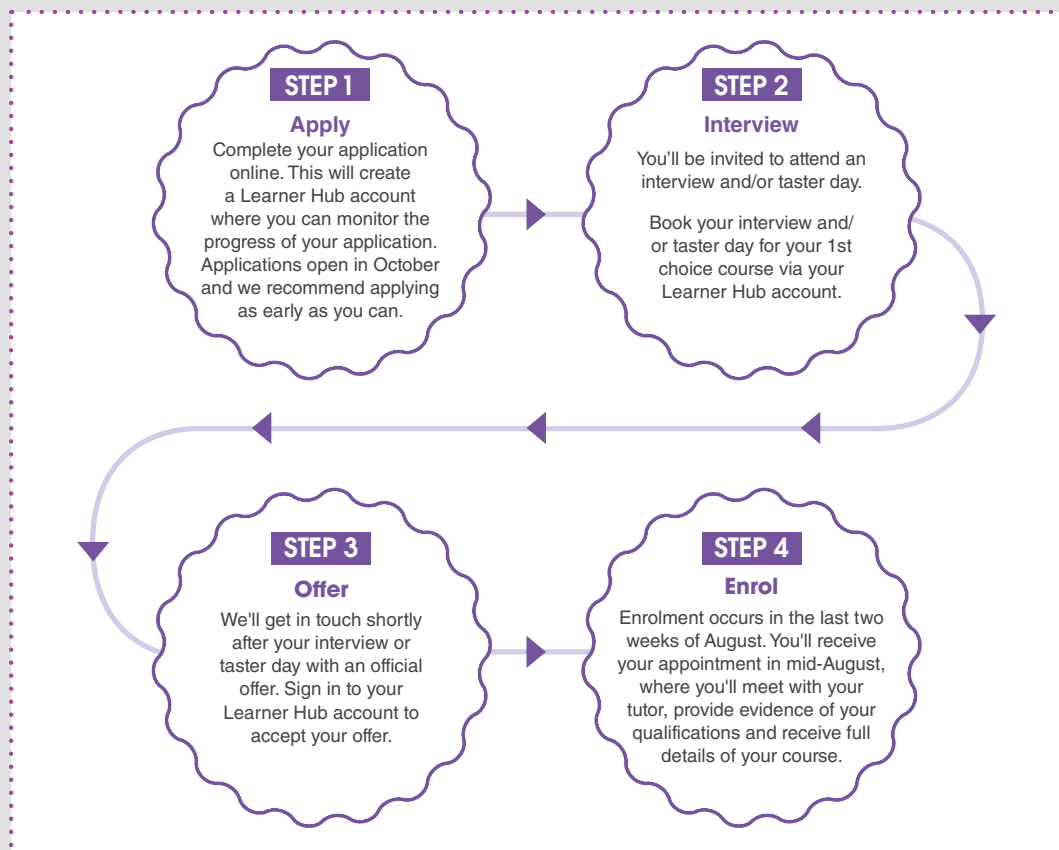 STEP 1
Apply
Complete your application
online. This will create
a Learner Hub account
where you can monitor the
progress of your application.
Applications open in October
and we recommend applying
as early as you can.
STEP 2
Interview
You’ll be invited to attend an
interview and/or taster day.
Book your interview and/
or taster day for your 1st
choice course via your
Learner Hub account.
STEP 3
Offer
We'll get in touch shortly
after your interview or
taster day with an official
offer. Sign in to your
Learner Hub account to
accept your offer.
STEP 4
Enrol
Enrolment occurs in the last two
weeks of August. You'll receive
your appointment in mid-August,
where you'll meet with your
tutor, provide evidence of your
qualifications and receive full
details of your course.